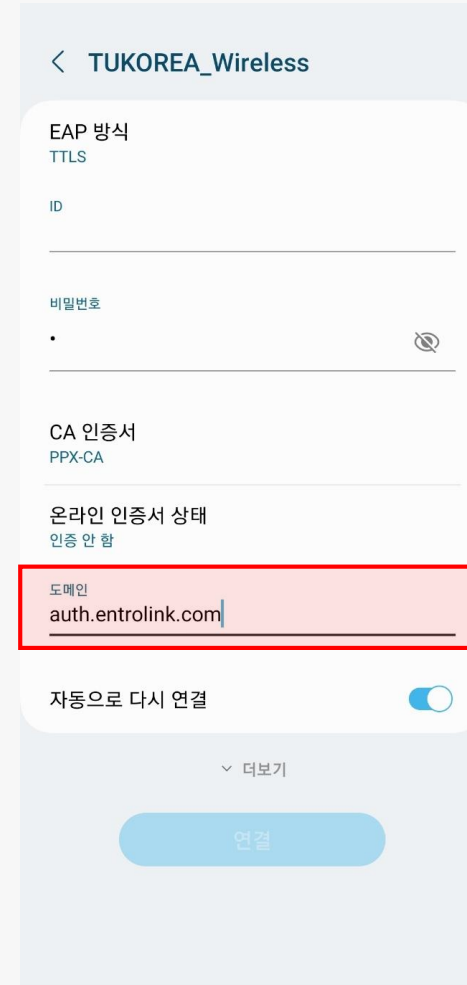 TUKOREA_Wireless
EAP 방식
TTLS
ID
비밀번호
•
CA 인증서
PPX-CA
온라인 인증서 상태
인증 안 함
도메인
auth.entrolink.com
자동으로 다시 연결
더보기
연결